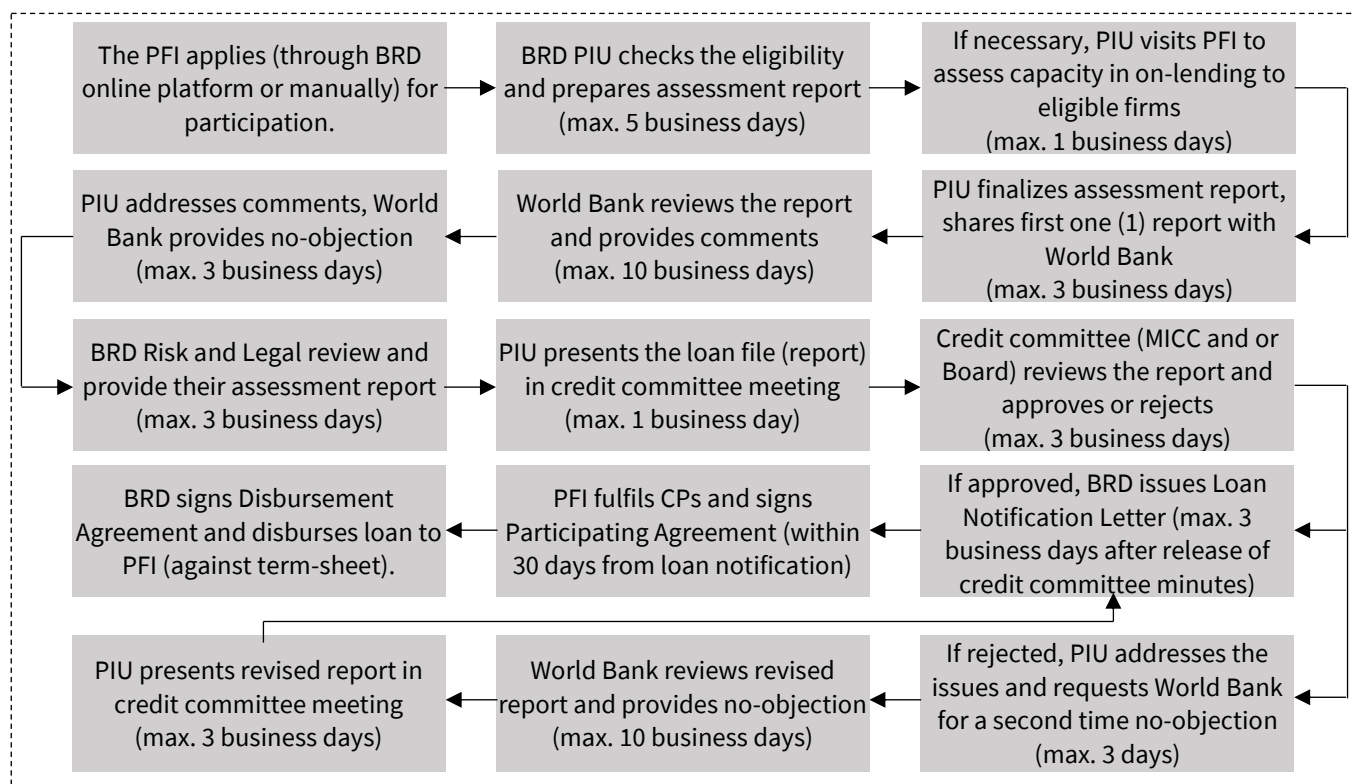 The PFI applies (through BRD
online platform or manually) for
participation.
BRD PIU checks the eligibility
and prepares assessment report
(max. 5 business days)
If necessary, PIU visits PFI to
assess capacity in on-lending to
eligible firms
(max. 1 business days)
PIU addresses comments, World
Bank provides no-objection
(max. 3 business days)
World Bank reviews the report
and provides comments
(max. 10 business days)
PIU finalizes assessment report,
shares first one (1) report with
World Bank
(max. 3 business days)
BRD Risk and Legal review and
provide their assessment report
(max. 3 business days)
PIU presents the loan file (report)
in credit committee meeting
(max. 1 business day)
Credit committee (MICC and or
Board) reviews the report and
approves or rejects
(max. 3 business days)
BRD signs Disbursement
Agreement and disburses loan to
PFI (against term-sheet).
PFI fulfils CPs and signs
Participating Agreement (within
30 days from loan notification)
If approved, BRD issues Loan
Notification Letter (max. 3
business days after release of
credit committee minutes)
PIU presents revised report in
credit committee meeting
(max. 3 business days)
World Bank reviews revised
report and provides no-objection
(max. 10 business days)
If rejected, PIU addresses the
issues and requests World Bank
for a second time no-objection
(max. 3 days)